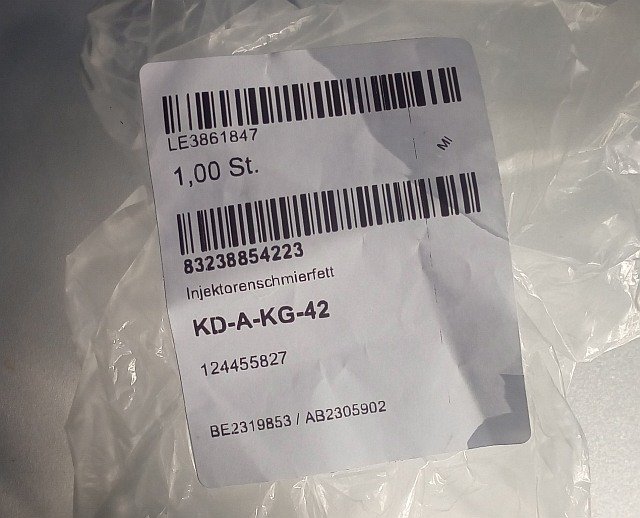 LE3861847
1,00 St.
MI
83238854223
Injektorenschmierfett
KD-A-KG-42
124455827
BE2319853 / AB2305902